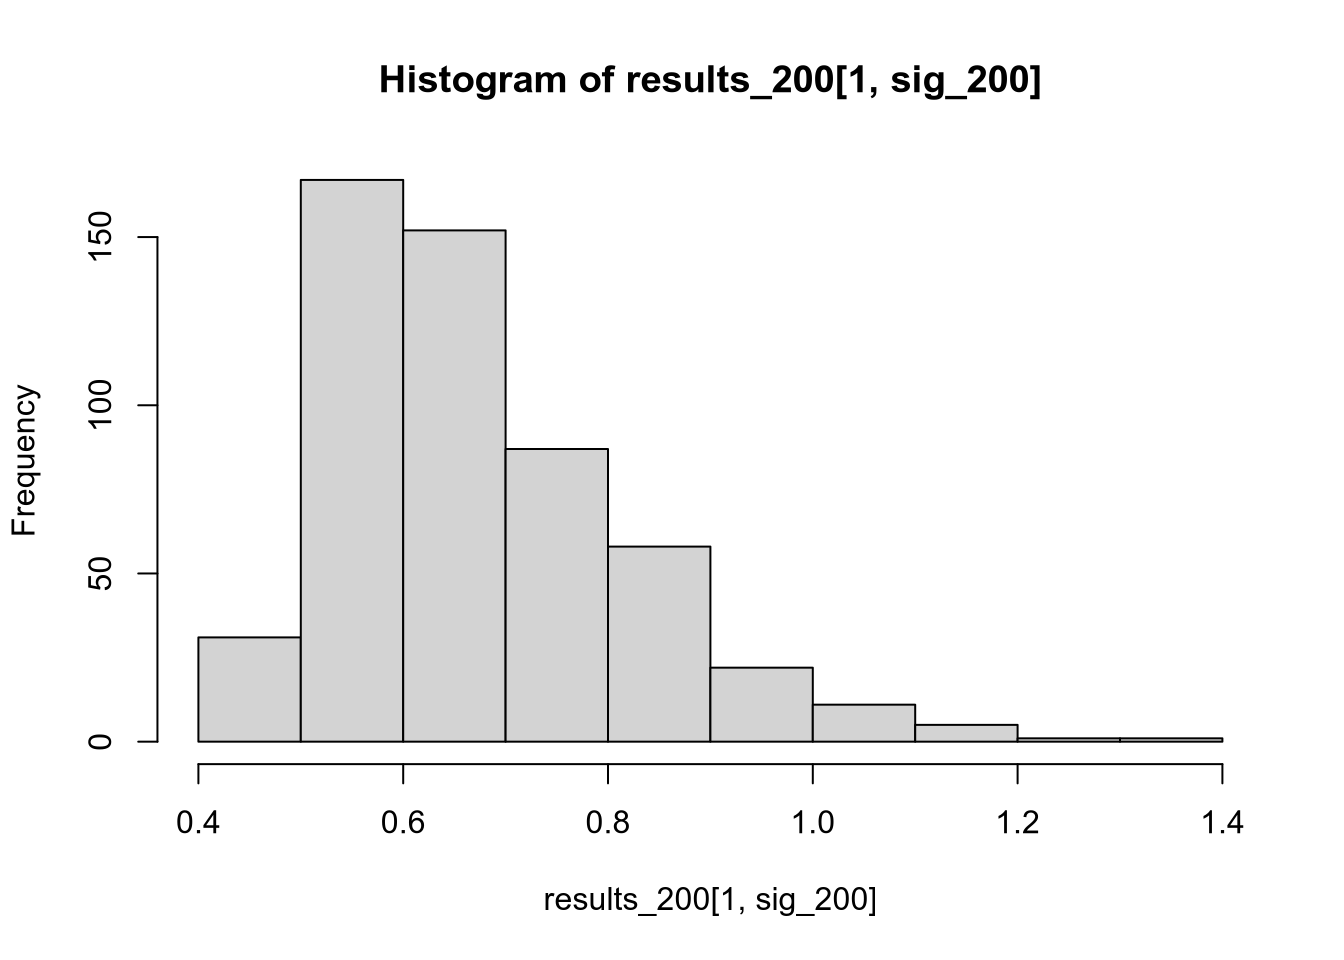 Histogram of results_200[1, sig_200]
Frequency
150
100
50
0
0.4 0.6 0.8 1.0 1.2 1.4
results_200[1, sig_200]